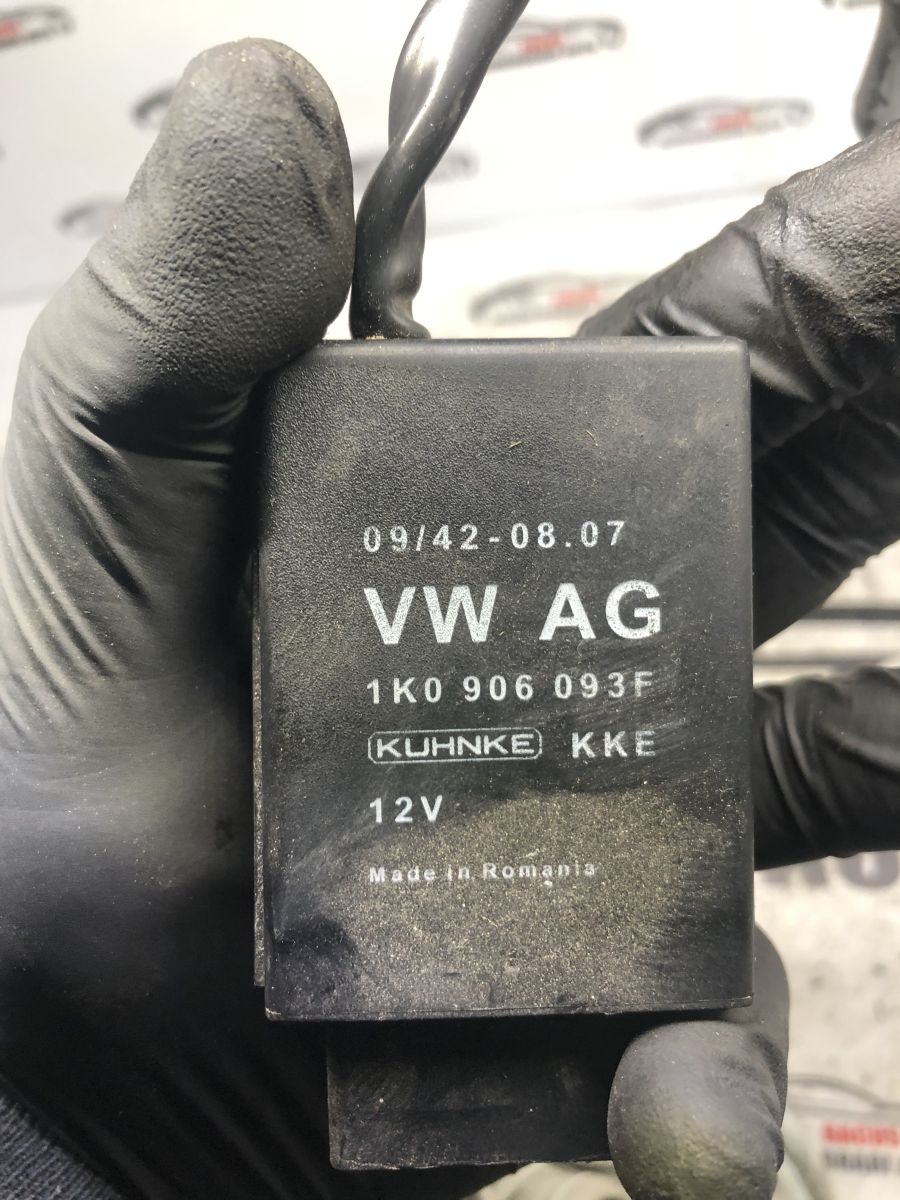 09/42-08.07
VW AG
1K0 906 093F
KUHNKE KKE
12V
Made in Romania